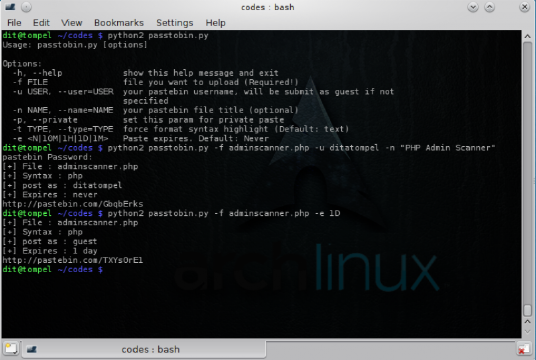 codes : bash
File Edit View Bookmarks Settings Help
dit@tompel ~/codes $ python2 passtobin.py
Usage: passtobin.py [options]
Options:
-h, --help show this help message and exit
-f FILE file you want to upload (Required!)
-u USER, --user=USER your pastebin username, will be submit as guest if not
specified
-n NAME, --name=NAME your pastebin file title (optional)
-p, --private set this param for private paste
-t TYPE, --type=TYPE force format syntax highlight (Default: text)
-e <N|10M|1H|1D|1M> Paste expires. Default: Never
dit@tompel ~/codes $ python2 passtobin.py -f adminscanner.php -u ditatompel -n "PHP Admin Scanner"
pastebin Password:
[+] File : adminscanner.php
[+] Syntax : php
[+] post as : ditatompel
[+] Expires : never
http://pastebin.com/GbqbErks
dit@tompel ~/codes $ python2 passtobin.py -f adminscanner.php -e 1D
[+] File : adminscanner.php
[+] Syntax : php
[+] post as : guest
[+] Expires : 1 day
http://pastebin.com/TXYsOrE1
dit@tompel ~/codes $
archlinux
codes : bash